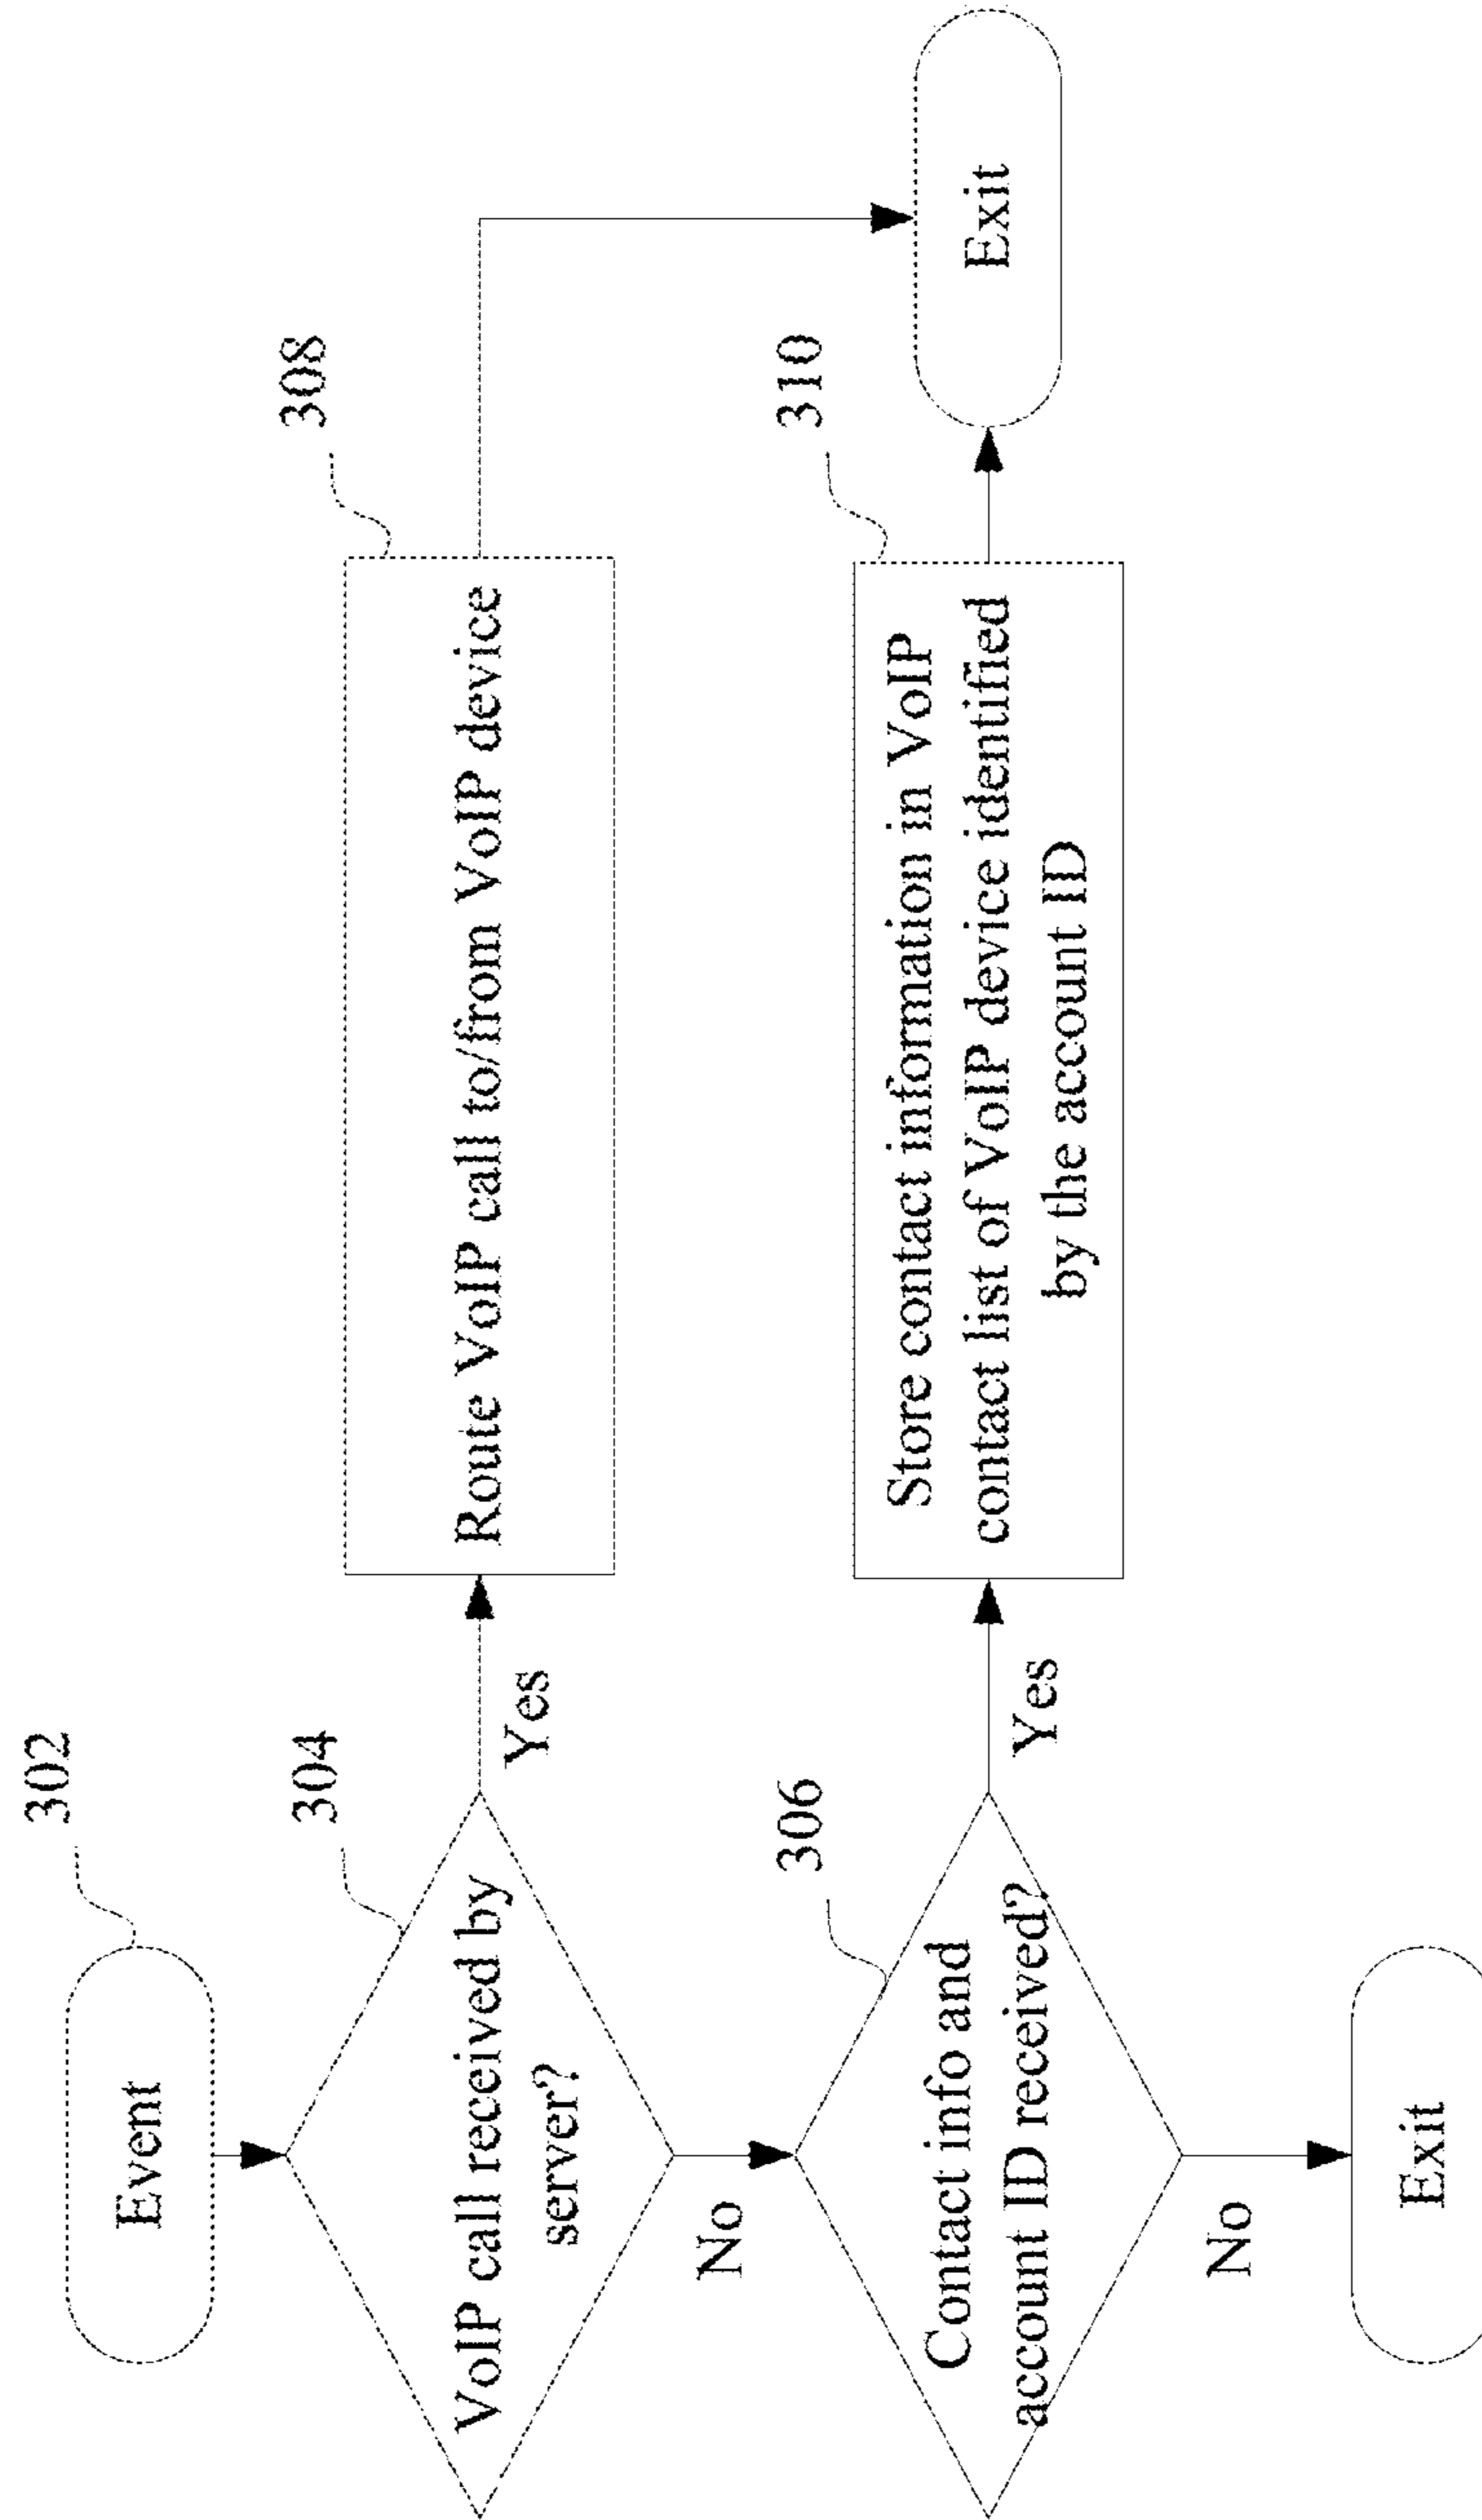 302
Event
304
VoIP call received by
server?
Yes
308
Route VoIP call to/from VoIP device
No
306
Contact info and
account ID received?
Yes
310
Store contact information in VoIP
contact list of VoIP device identified
by the account ID
Exit
No
Exit